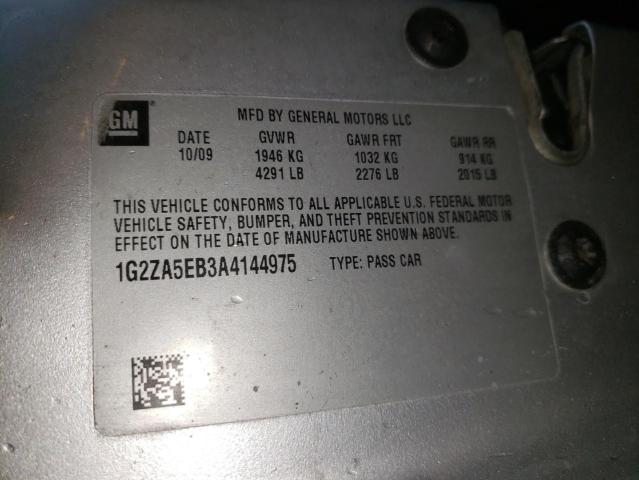 GM
MFD BY GENERAL MOTORS LLC
DATE GVWR GAWR FRT GAWR RR
10/09 1946 KG 1032 KG 914 KG
4291 LB 2276 LB 2015 LB
THIS VEHICLE CONFORMS TO ALL APPLICABLE U.S. FEDERAL MOTOR
VEHICLE SAFETY, BUMPER, AND THEFT PREVENTION STANDARDS IN
EFFECT ON THE DATE OF MANUFACTURE SHOWN ABOVE.
1G2ZA5EB3A4144975 TYPE: PASS CAR